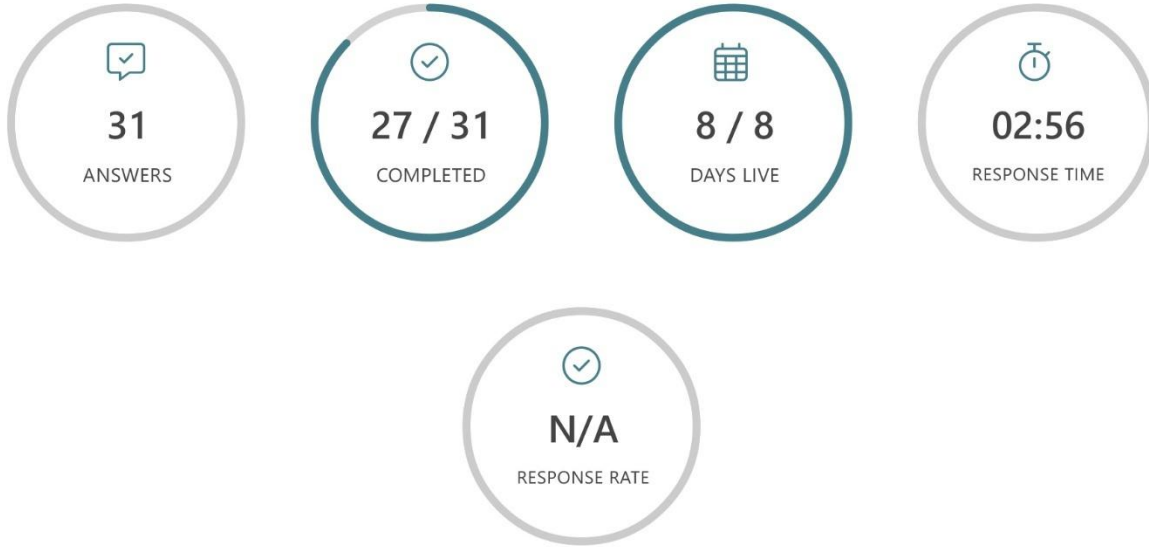 31
ANSWERS
27 / 31
COMPLETED
8 / 8
DAYS LIVE
02:56
RESPONSE TIME
N/A
RESPONSE RATE